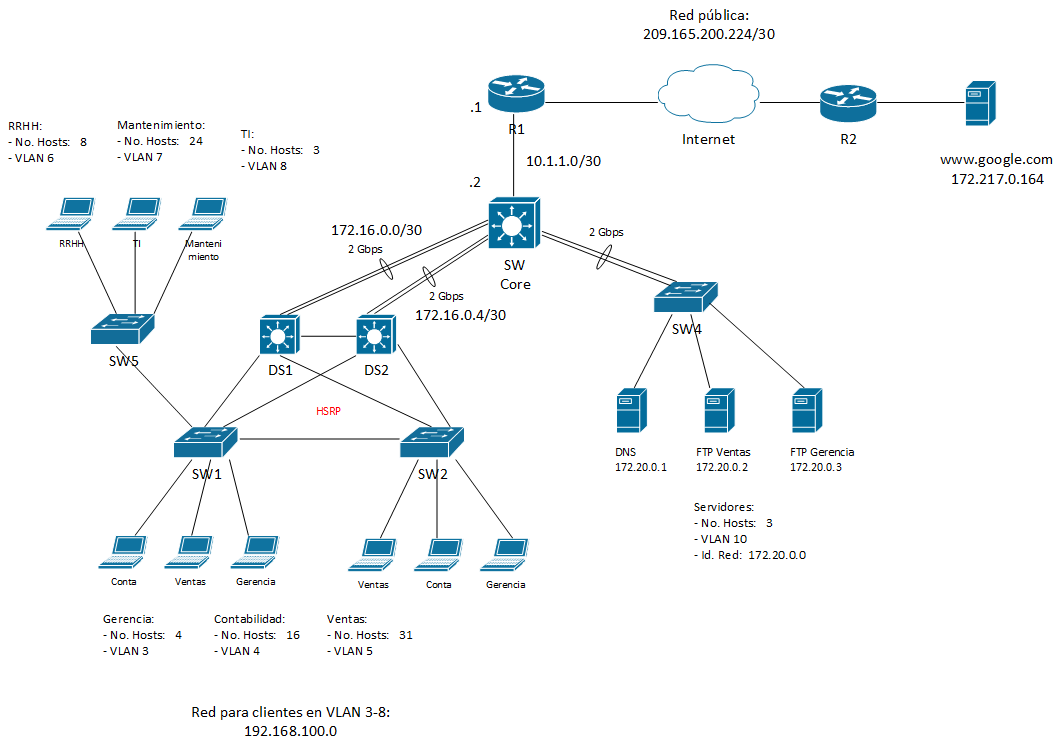 Red pública:
209.165.200.224/30
.1
R1
Internet
R2
www.google.com
172.217.0.164
10.1.1.0/30
.2
RRHH:
- No. Hosts: 8
- VLAN 6
Mantenimiento:
- No. Hosts: 24
- VLAN 7
TI:
- No. Hosts: 3
- VLAN 8
RRHH
TI
Manteni
miento
SW5
172.16.0.0/30
2 Gbps
2 Gbps
172.16.0.4/30
SW
Core
2 Gbps
SW4
DS1
DS2
HSRP
SW1
SW2
DNS
172.20.0.1
FTP Ventas
172.20.0.2
FTP Gerencia
172.20.0.3
Servidores:
- No. Hosts: 3
- VLAN 10
- Id. Red: 172.20.0.0
Conta
Ventas
Gerencia
Ventas
Conta
Gerencia
Gerencia:
- No. Hosts: 4
- VLAN 3
Contabilidad:
- No. Hosts: 16
- VLAN 4
Ventas:
- No. Hosts: 31
- VLAN 5
Red para clientes en VLAN 3-8:
192.168.100.0